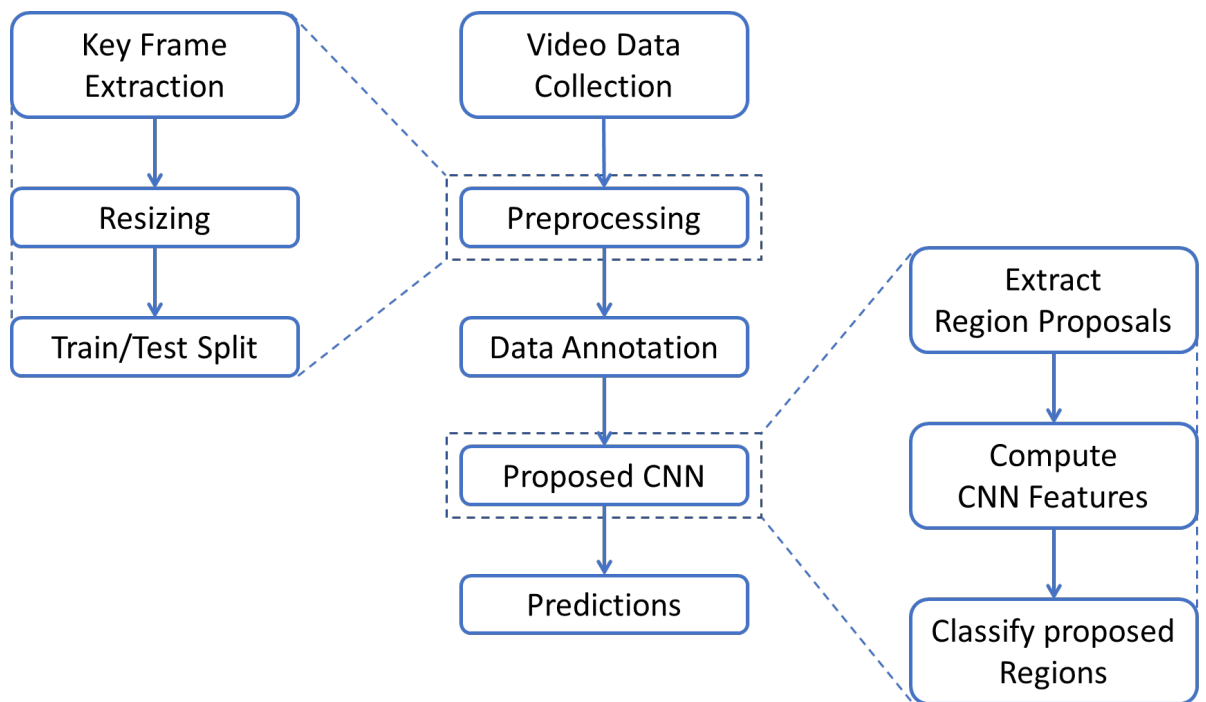 Key Frame
Extraction
Resizing
Train/Test Split
Video Data
Collection
Preprocessing
Data Annotation
Proposed CNN
Predictions
Extract
Region Proposals
Compute
CNN Features
Classify proposed
Regions